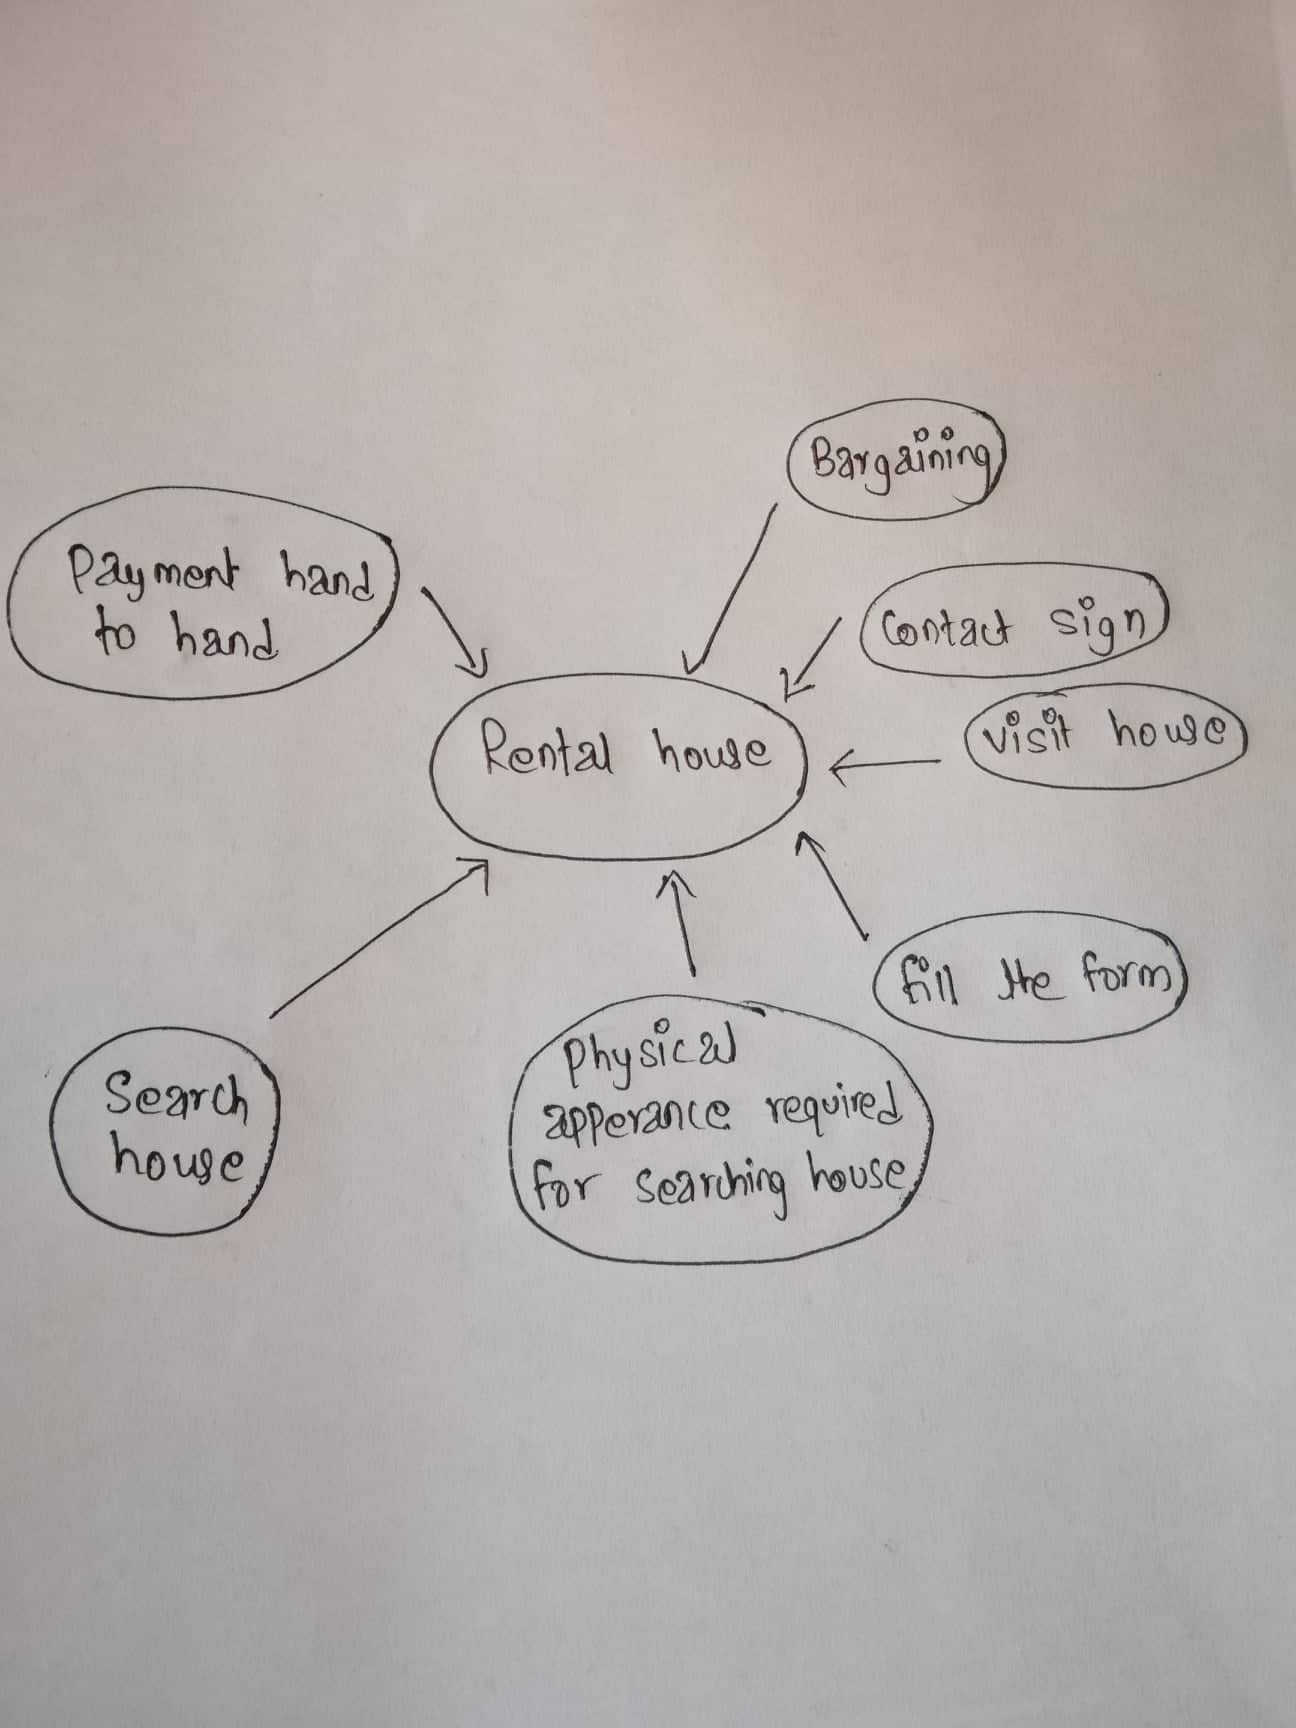 Bargaining
Payment hand
to hand
Contact sign
Rental house
visit house
fill the form
Search
house
Physical
apperance required
for searching house